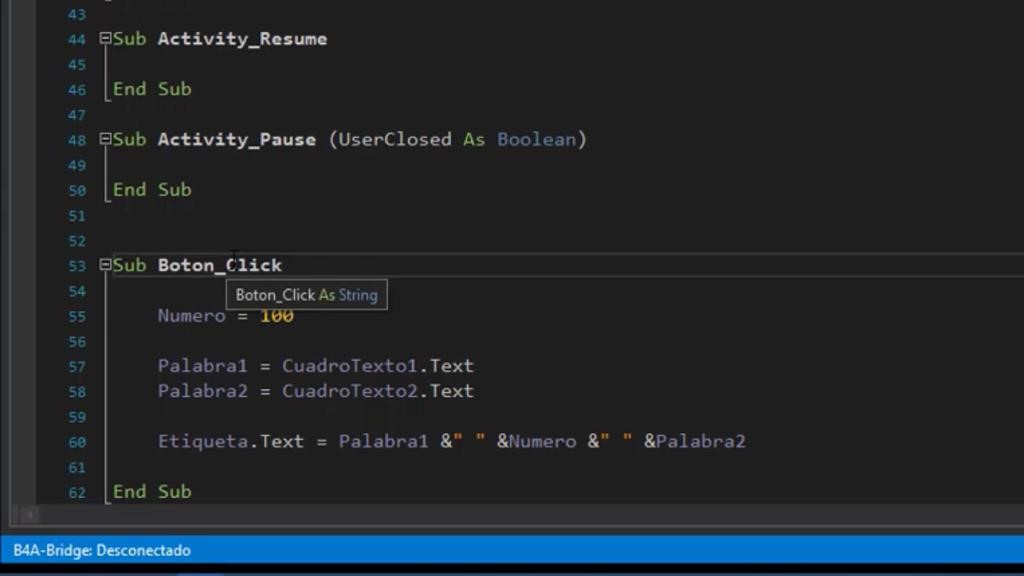 43
44 Sub Activity_Resume
45
46 End Sub
47
48 Sub Activity_Pause (UserClosed As Boolean)
49
50 End Sub
51
52
53 Sub Boton_Click
54 Boton_Click As String
55 Numero = 100
56
57 Palabra1 = CuadroTexto1.Text
58 Palabra2 = CuadroTexto2.Text
59
60 Etiqueta.Text = Palabra1 &" " &Numero &" " &Palabra2
61
62 End Sub
B4A-Bridge: Desconectado